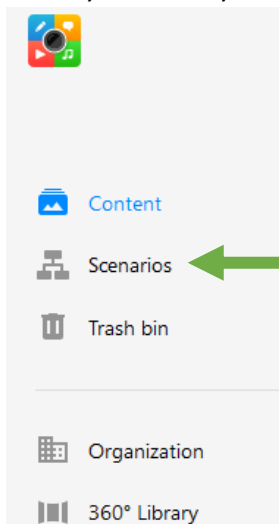 Content
Scenarios
Trash bin
Organization
360° Library